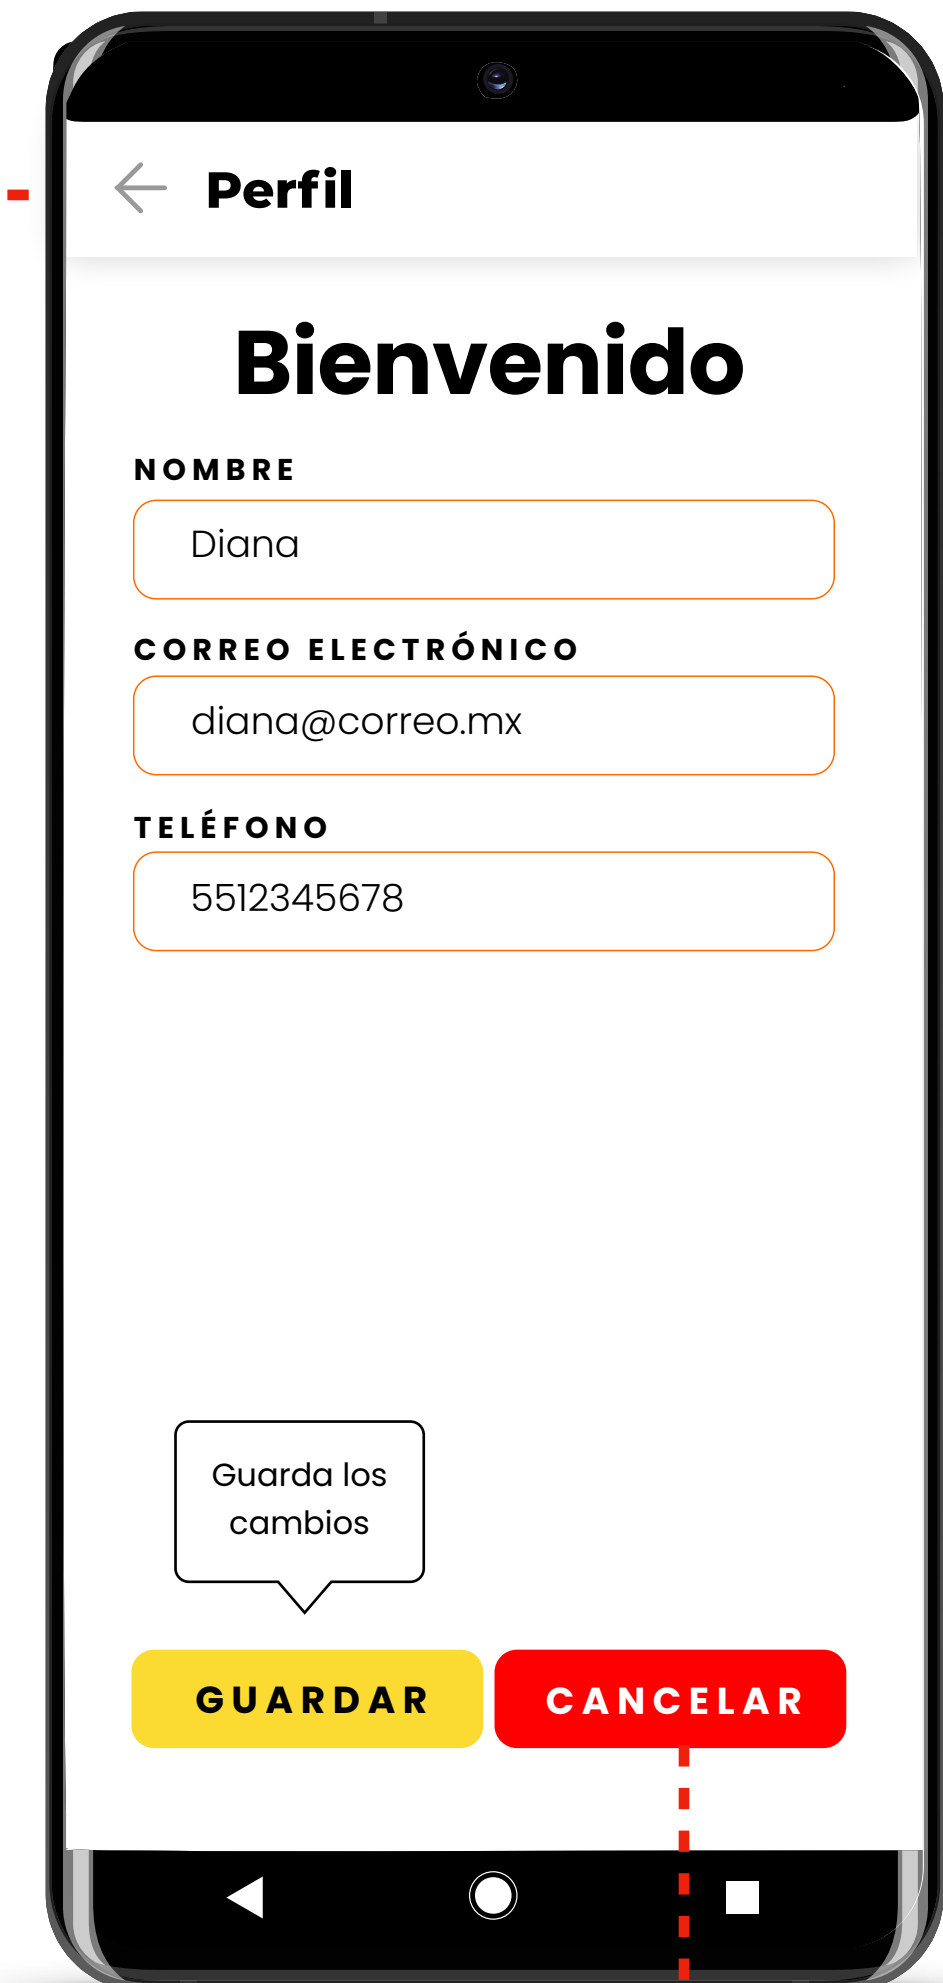 Perfil
Bienvenido
NOMBRE
Diana
CORREO ELECTRÓNICO
diana@correo.mx
TELÉFONO
5512345678
Guarda los
cambios
GUARDAR
CANCELAR